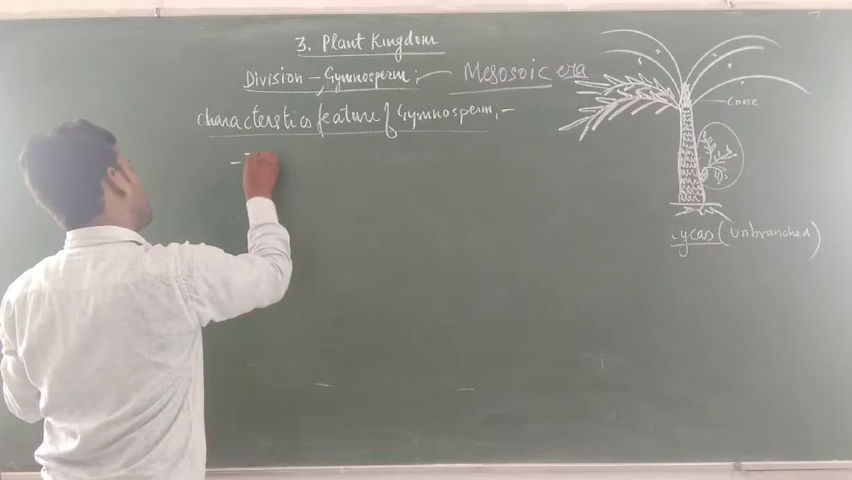 3. Plant Kingdom
Division - Gymnosperm; - Mesosoic era
characteristics feature of Gymnosperm, -
Cone
Cycas (unbranched)